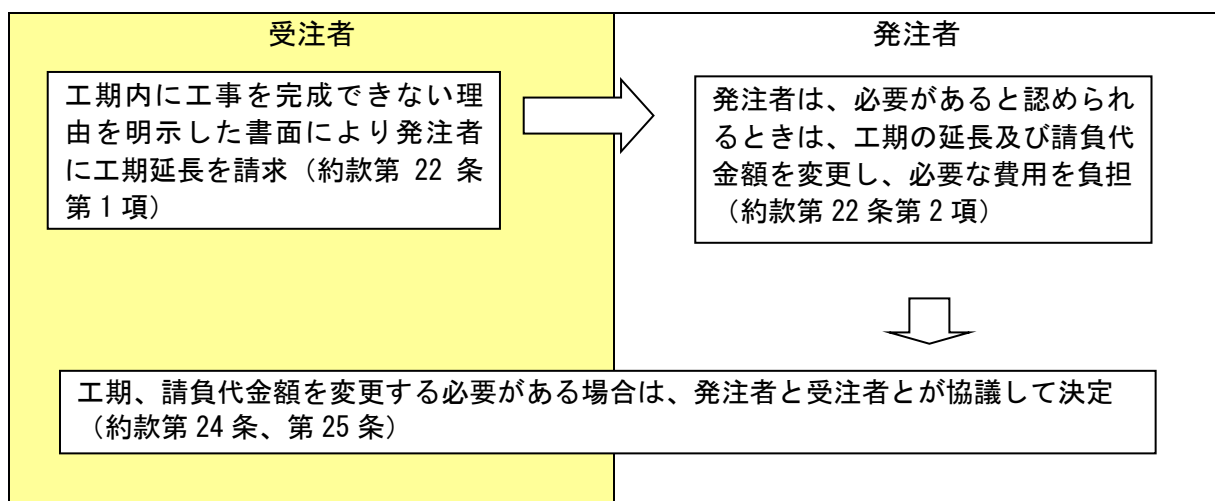 受注者
工期内に工事を完成できない理
由を明示した書面により発注者
に工期延長を請求（約款第 22 条
第 1 項）
発注者
発注者は、必要があると認められ
るときは、工期の延長及び請負代
金額を変更し、必要な費用を負担
（約款第 22 条第 2 項）
工期、請負代金額を変更する必要がある場合は、発注者と受注者とが協議して決定
（約款第 24 条、第 25 条）